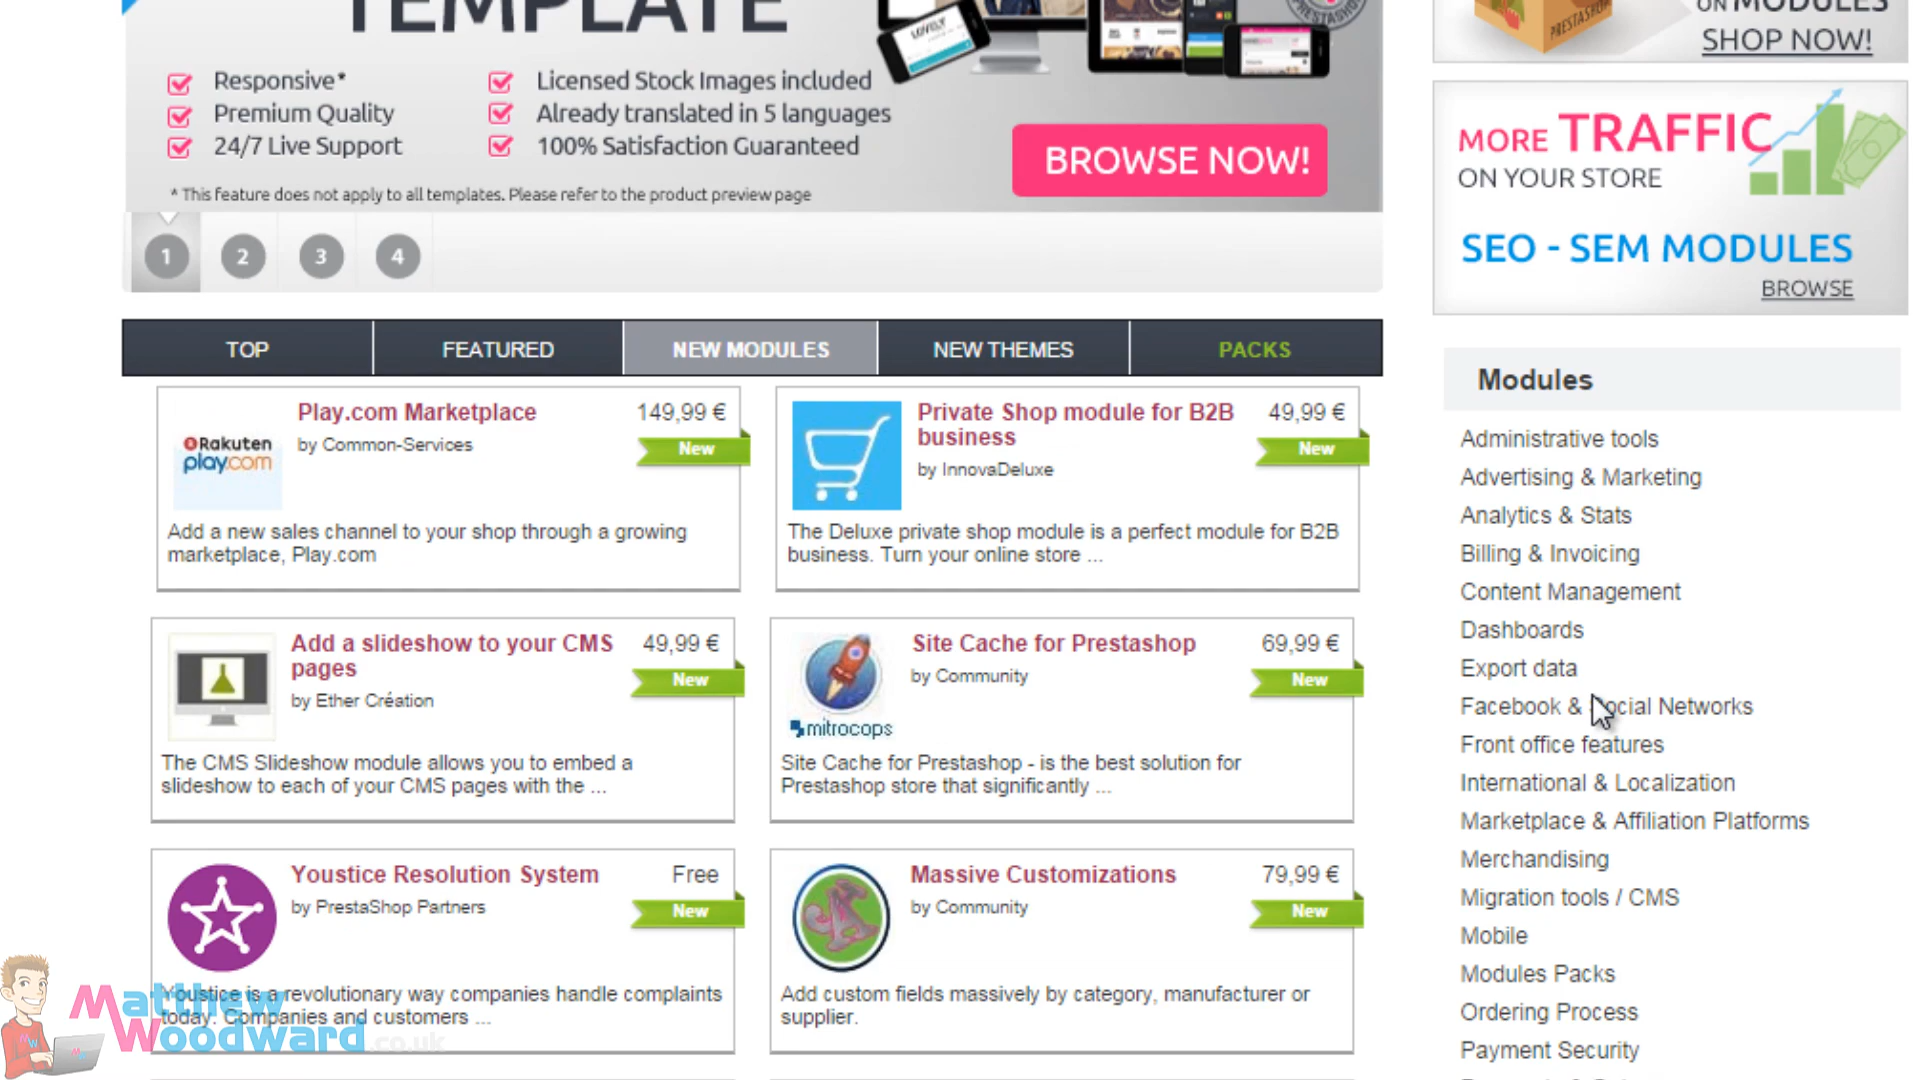 TEMPLATE
Responsive*
Premium Quality
24/7 Live Support
Licensed Stock Images included
Already translated in 5 languages
100% Satisfaction Guaranteed
BROWSE NOW!
* This feature does not apply to all templates. Please refer to the product preview page
LOVELY
PRESTASHOP
ON MODULES
SHOP NOW!
PRESTASHOP
MORE TRAFFIC
ON YOUR STORE
SEO - SEM MODULES
BROWSE
1 2 3 4
TOP FEATURED NEW MODULES NEW THEMES PACKS
Rakuten
play.com
Play.com Marketplace
by Common-Services
149,99 €
New
Add a new sales channel to your shop through a growing
marketplace, Play.com
Private Shop module for B2B
business
by InnovaDeluxe
49,99 €
New
The Deluxe private shop module is a perfect module for B2B
business. Turn your online store ...
Add a slideshow to your CMS
pages
by Ether Création
49,99 €
New
The CMS Slideshow module allows you to embed a
slideshow to each of your CMS pages with the ...
mitrocops
Site Cache for Prestashop
by Community
69,99 €
New
Site Cache for Prestashop - is the best solution for
Prestashop store that significantly ...
Youstice Resolution System
by PrestaShop Partners
Free
New
Youstice is a revolutionary way companies handle complaints
today. Companies and customers ...
Massive Customizations
by Community
79,99 €
New
Add custom fields massively by category, manufacturer or
supplier.
Modules
Administrative tools
Advertising & Marketing
Analytics & Stats
Billing & Invoicing
Content Management
Dashboards
Export data
Facebook & Social Networks
Front office features
International & Localization
Marketplace & Affiliation Platforms
Merchandising
Migration tools / CMS
Mobile
Modules Packs
Ordering Process
Payment Security
Matthew
Woodward.co.uk